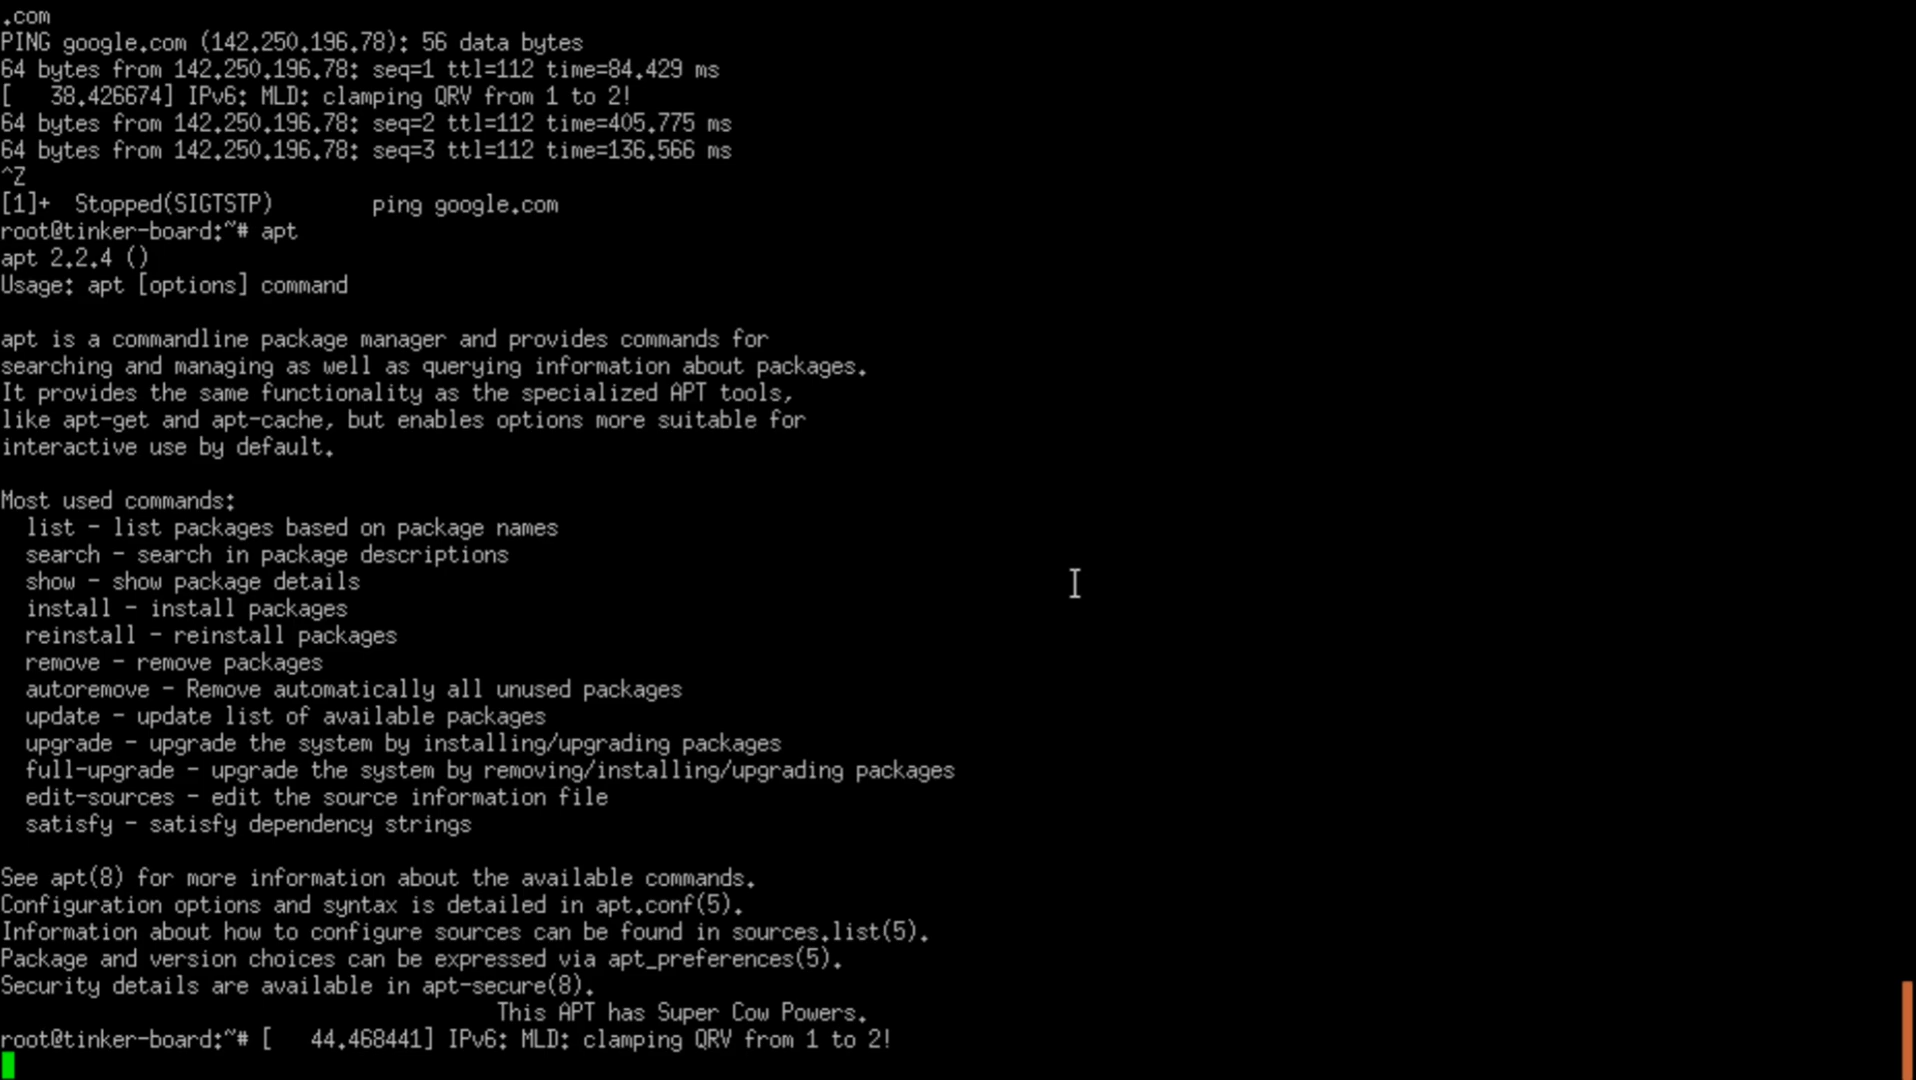 .com
PING google.com (142.250.196.78): 56 data bytes
64 bytes from 142.250.196.78: seq=1 ttl=112 time=84.429 ms
[   38.426674] IPv6: MLD: clamping QRV from 1 to 2!
64 bytes from 142.250.196.78: seq=2 ttl=112 time=405.775 ms
64 bytes from 142.250.196.78: seq=3 ttl=112 time=136.566 ms
^Z
[1]+  Stopped(SIGTSTP)        ping google.com
root@tinker-board:~# apt
apt 2.2.4 ()
Usage: apt [options] command

apt is a commandline package manager and provides commands for
searching and managing as well as querying information about packages.
It provides the same functionality as the specialized APT tools,
like apt-get and apt-cache, but enables options more suitable for
interactive use by default.

Most used commands:
  list - list packages based on package names
  search - search in package descriptions
  show - show package details
  install - install packages
  reinstall - reinstall packages
  remove - remove packages
  autoremove - Remove automatically all unused packages
  update - update list of available packages
  upgrade - upgrade the system by installing/upgrading packages
  full-upgrade - upgrade the system by removing/installing/upgrading packages
  edit-sources - edit the source information file
  satisfy - satisfy dependency strings

See apt(8) for more information about the available commands.
Configuration options and syntax is detailed in apt.conf(5).
Information about how to configure sources can be found in sources.list(5).
Package and version choices can be expressed via apt_preferences(5).
Security details are available in apt-secure(8).
                                        This APT has Super Cow Powers.
root@tinker-board:~# [   44.468441] IPv6: MLD: clamping QRV from 1 to 2!